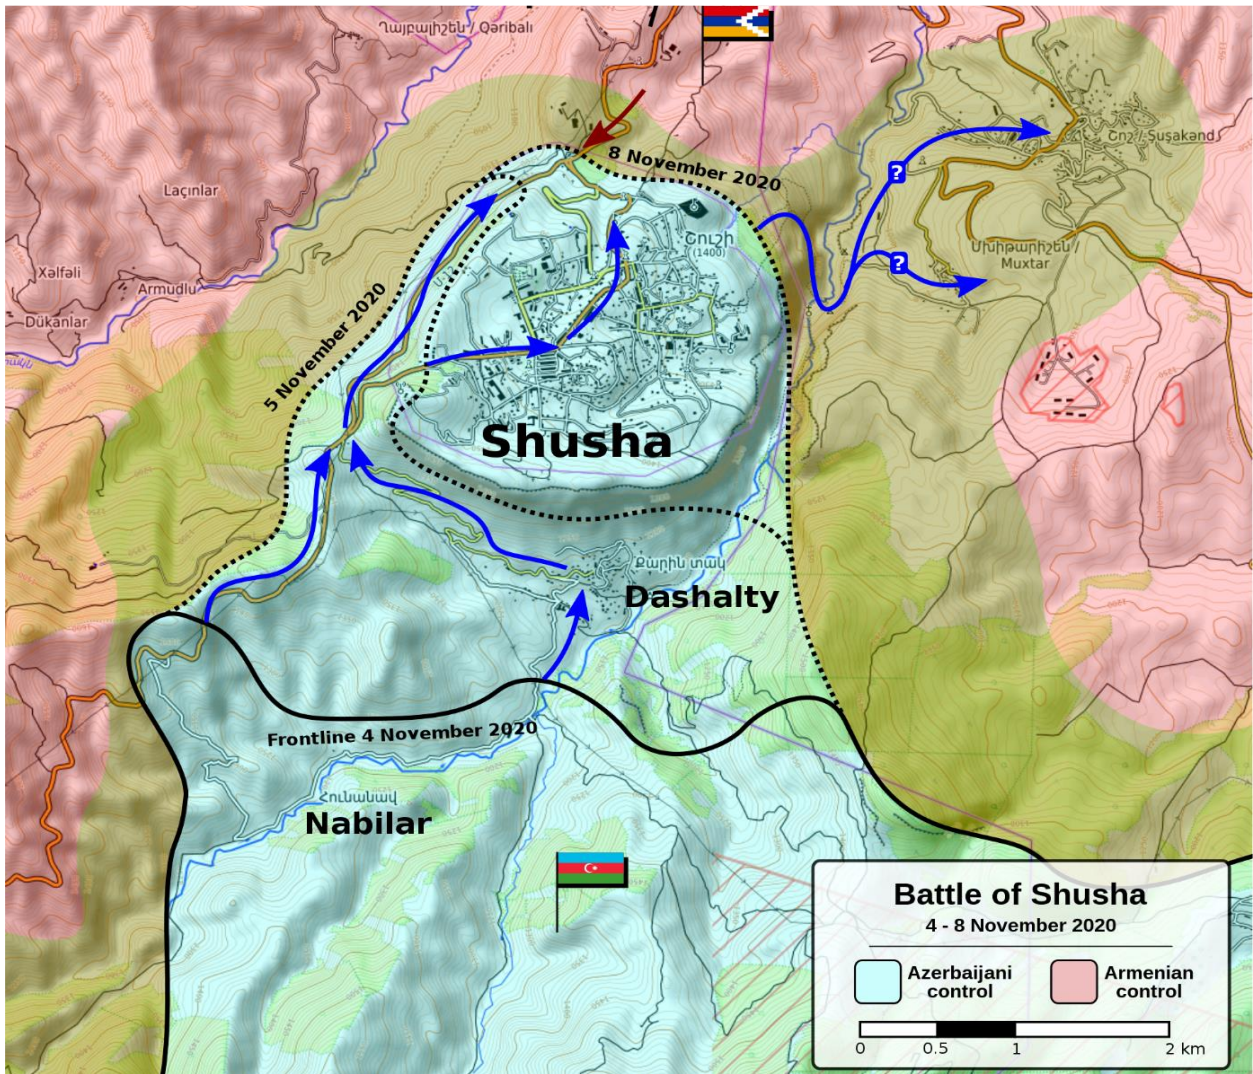 Ղայբալիշեն / Qəribalı
8 November 2020
Շոշ / Şuşakənd
Laçınlar
?
Շուշի
(1400)
Մխիթարիշեն /
Muxtar
?
Xəlfəli
Armudlu
Dükanlar
5 November 2020
Shusha
Քարին տակ
Dashalty
Frontline 4 November 2020
Հունանավ
Nabilar
Battle of Shusha
4 - 8 November 2020
Azerbaijani
control
Armenian
control
0 0.5 1 2 km